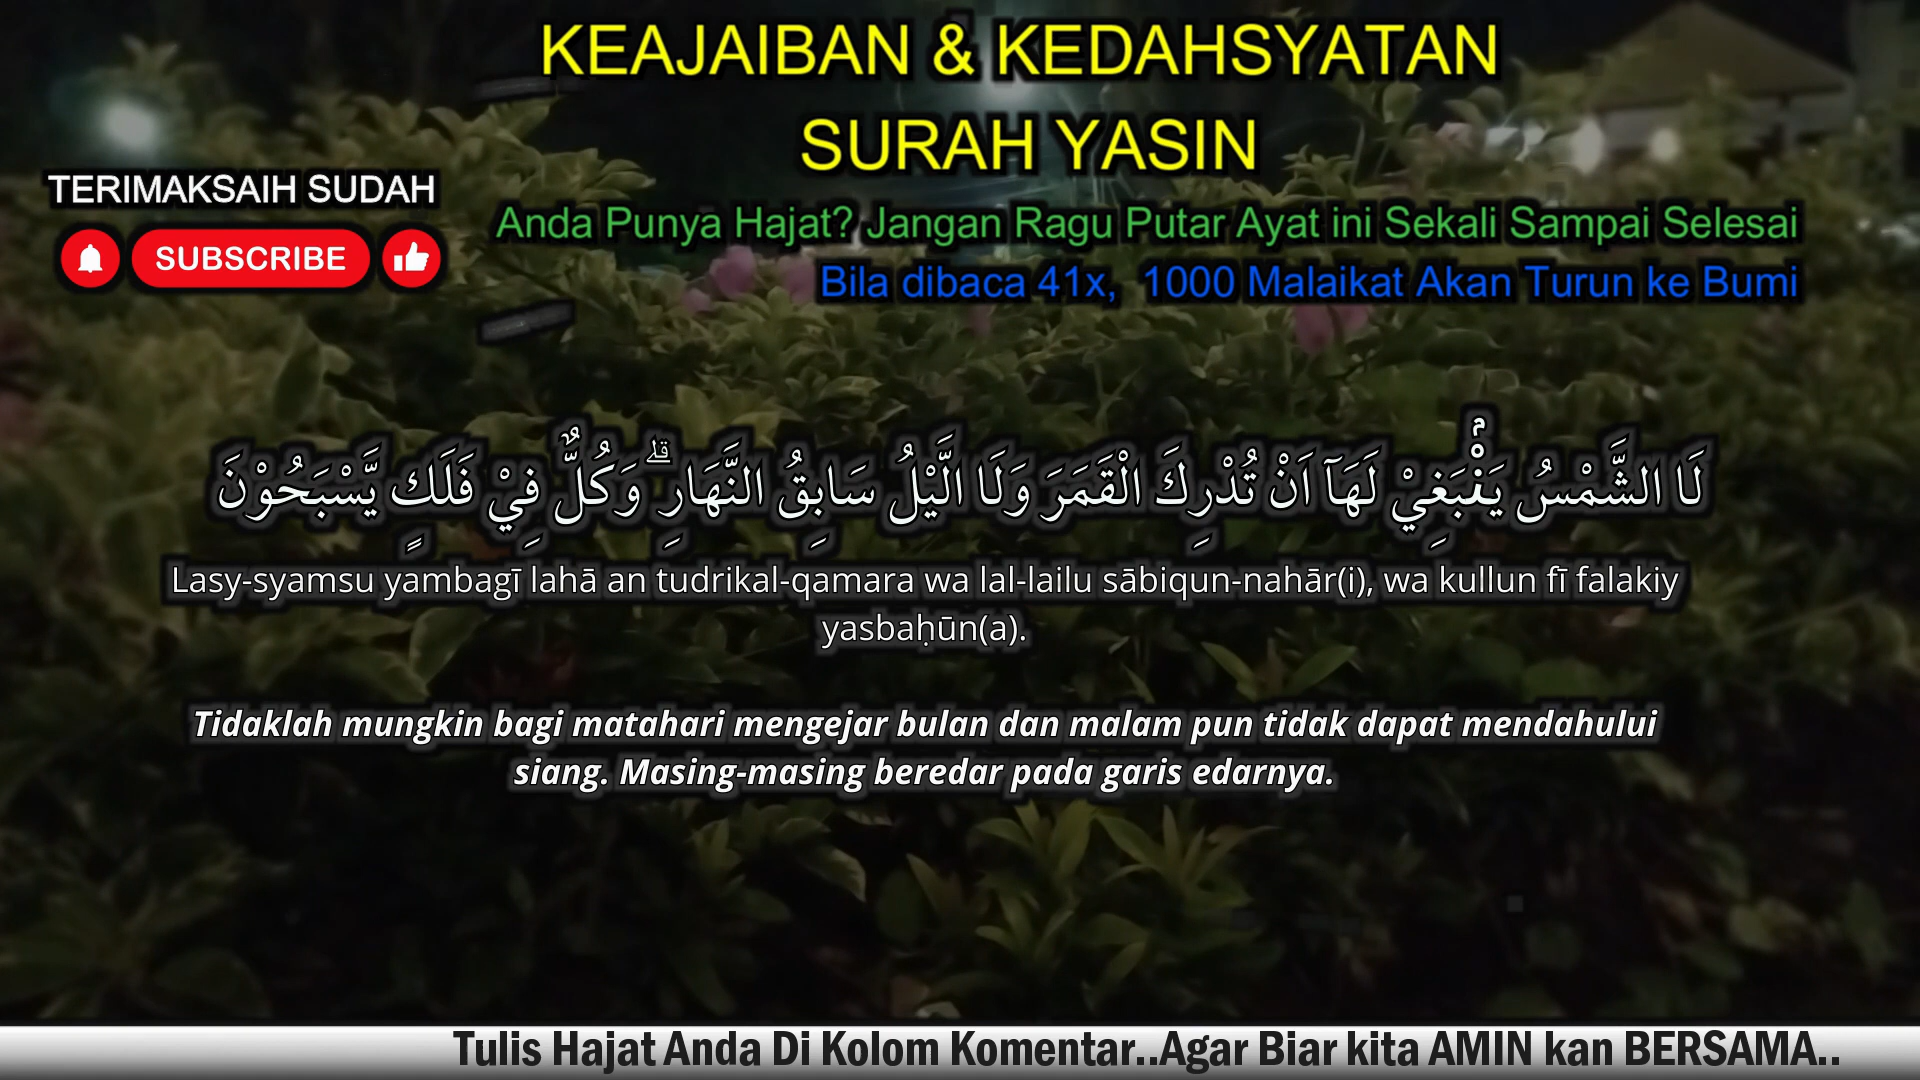 KEAJAIBAN & KEDAHSYATAN
SURAH YASIN
TERIMAKSAIH SUDAH
SUBSCRIBE
Anda Punya Hajat? Jangan Ragu Putar Ayat ini Sekali Sampai Selesai
Bila dibaca 41x, 1000 Malaikat Akan Turun ke Bumi
لَا الشَّمْسُ يَنْۢبَغِيْ لَهَآ اَنْ تُدْرِكَ الْقَمَرَ وَلَا الَّيْلُ سَابِقُ النَّهَارِ ۗوَكُلٌّ فِيْ فَلَكٍ يَّسْبَحُوْنَ
Lasy-syamsu yambagī lahā an tudrikal-qamara wa lal-lailu sābiqun-nahār(i), wa kullun fī falakiy
yasbaḥūn(a).
Tidaklah mungkin bagi matahari mengejar bulan dan malam pun tidak dapat mendahului
siang. Masing-masing beredar pada garis edarnya.
Tulis Hajat Anda Di Kolom Komentar..Agar Biar kita AMIN kan BERSAMA..